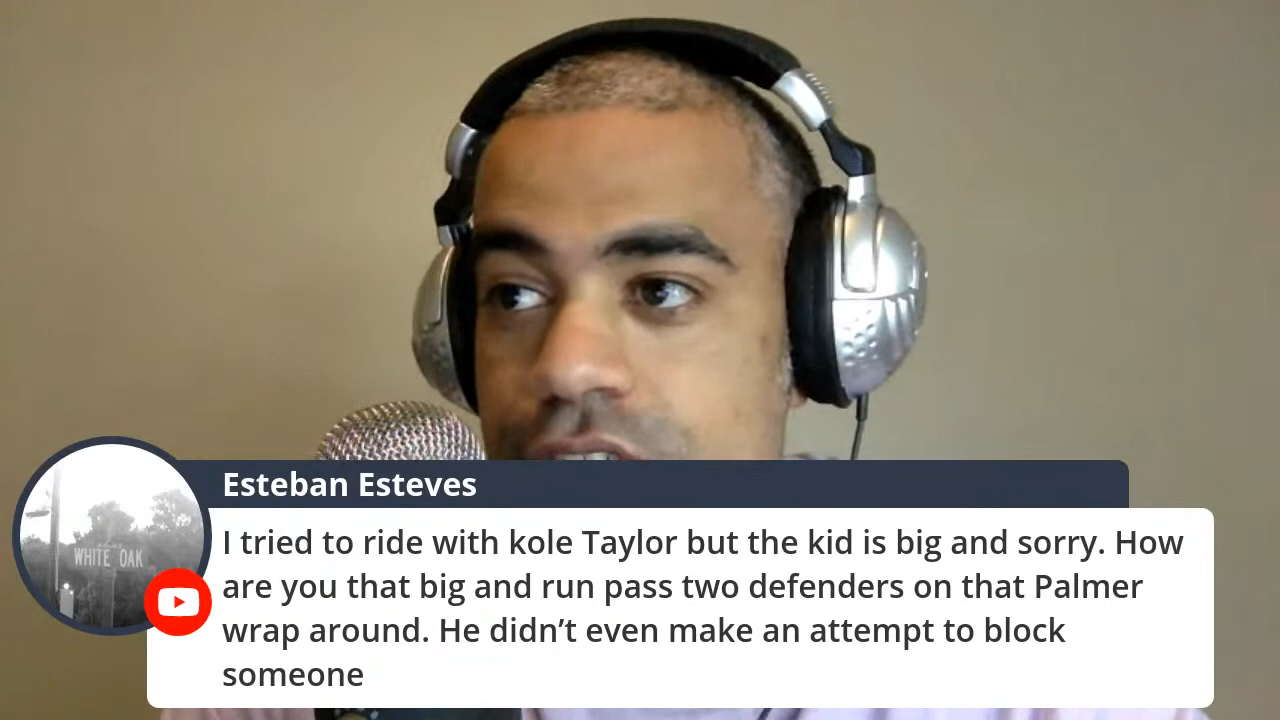 Esteban Esteves
I tried to ride with kole Taylor but the kid is big and sorry. How
are you that big and run pass two defenders on that Palmer
wrap around. He didn’t even make an attempt to block
someone
WHITE OAK